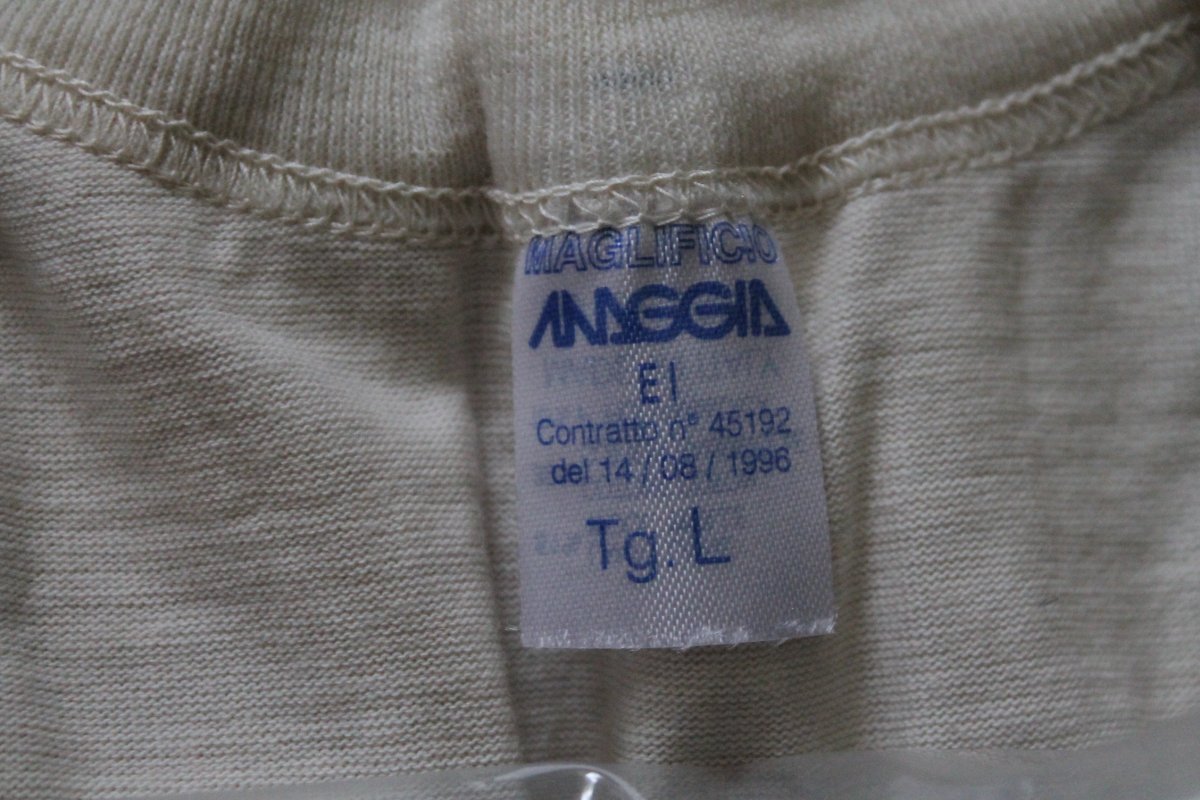 MAGLIFICIO
MAGGIA
EI
Contratto n° 45192
del 14/08/1996
Tg. L